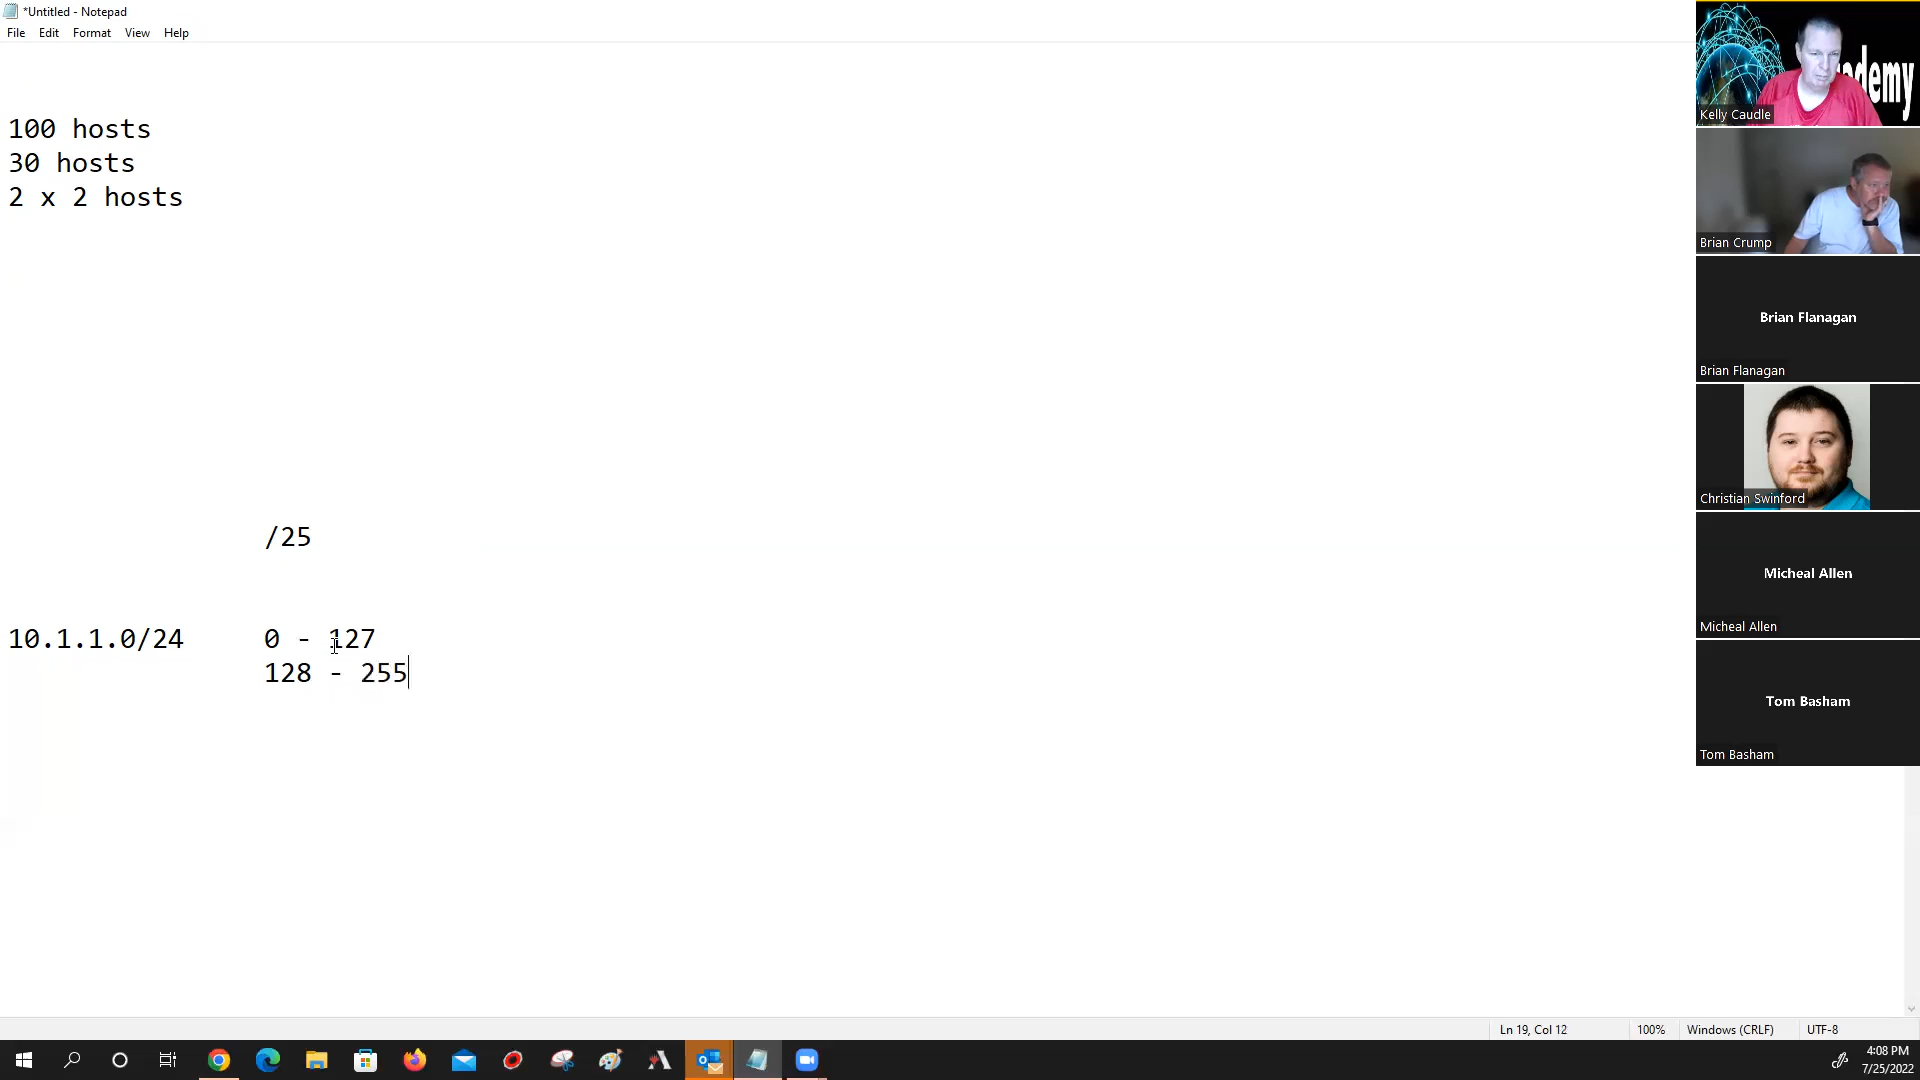 *Untitled - Notepad
File Edit Format View Help
100 hosts
30 hosts
2 x 2 hosts
/25
10.1.1.0/24 0 - 127
128 - 255
Ln 19, Col 12 100% Windows (CRLF) UTF-8
4:08 PM
7/25/2022
demy
Kelly Caudle
Brian Crump
Brian Flanagan
Brian Flanagan
Christian Swinford
Micheal Allen
Micheal Allen
Tom Basham
Tom Basham